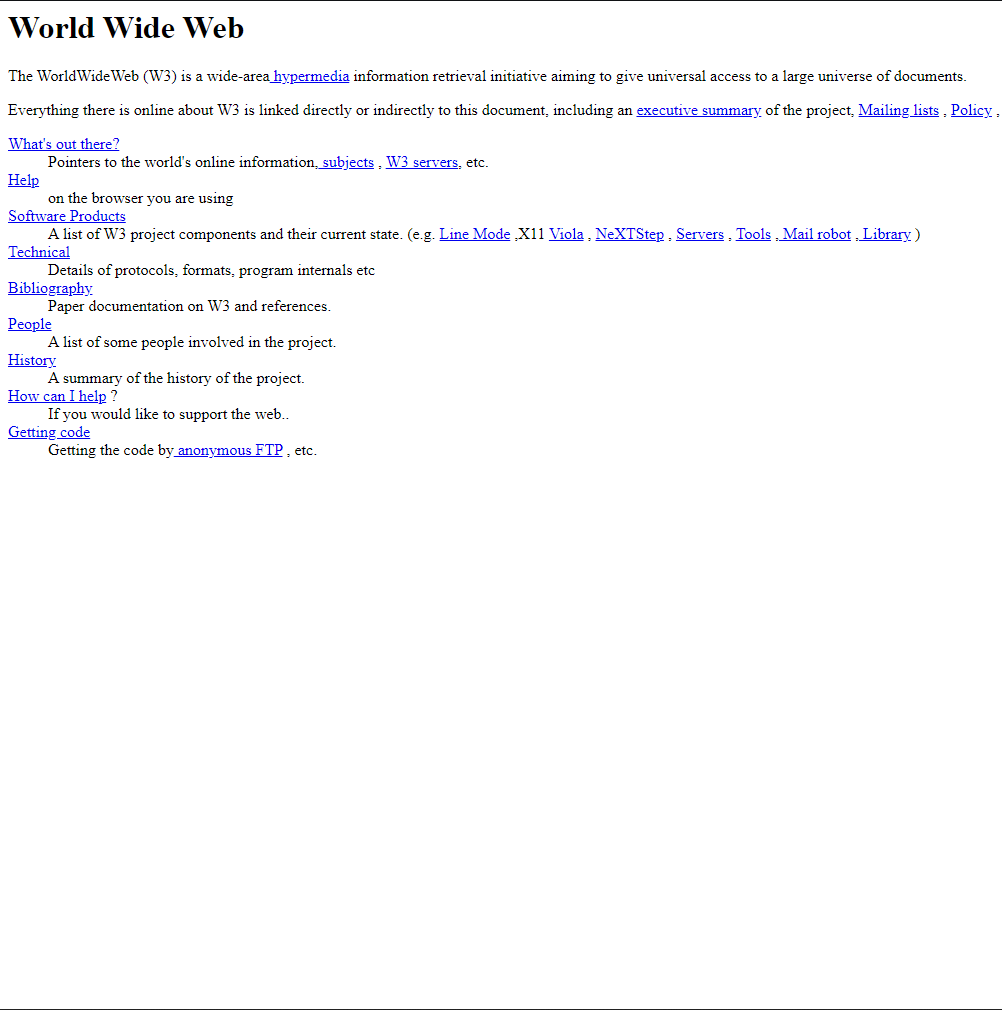 World Wide Web
The WorldWideWeb (W3) is a wide-area hypermedia information retrieval initiative aiming to give universal access to a large universe of documents.
Everything there is online about W3 is linked directly or indirectly to this document, including an executive summary of the project, Mailing lists , Policy ,
What's out there?
Pointers to the world's online information, subjects , W3 servers, etc.
Help
on the browser you are using
Software Products
A list of W3 project components and their current state. (e.g. Line Mode ,X11 Viola , NeXTStep , Servers , Tools , Mail robot , Library )
Technical
Details of protocols, formats, program internals etc
Bibliography
Paper documentation on W3 and references.
People
A list of some people involved in the project.
History
A summary of the history of the project.
How can I help ?
If you would like to support the web..
Getting code
Getting the code by anonymous FTP , etc.